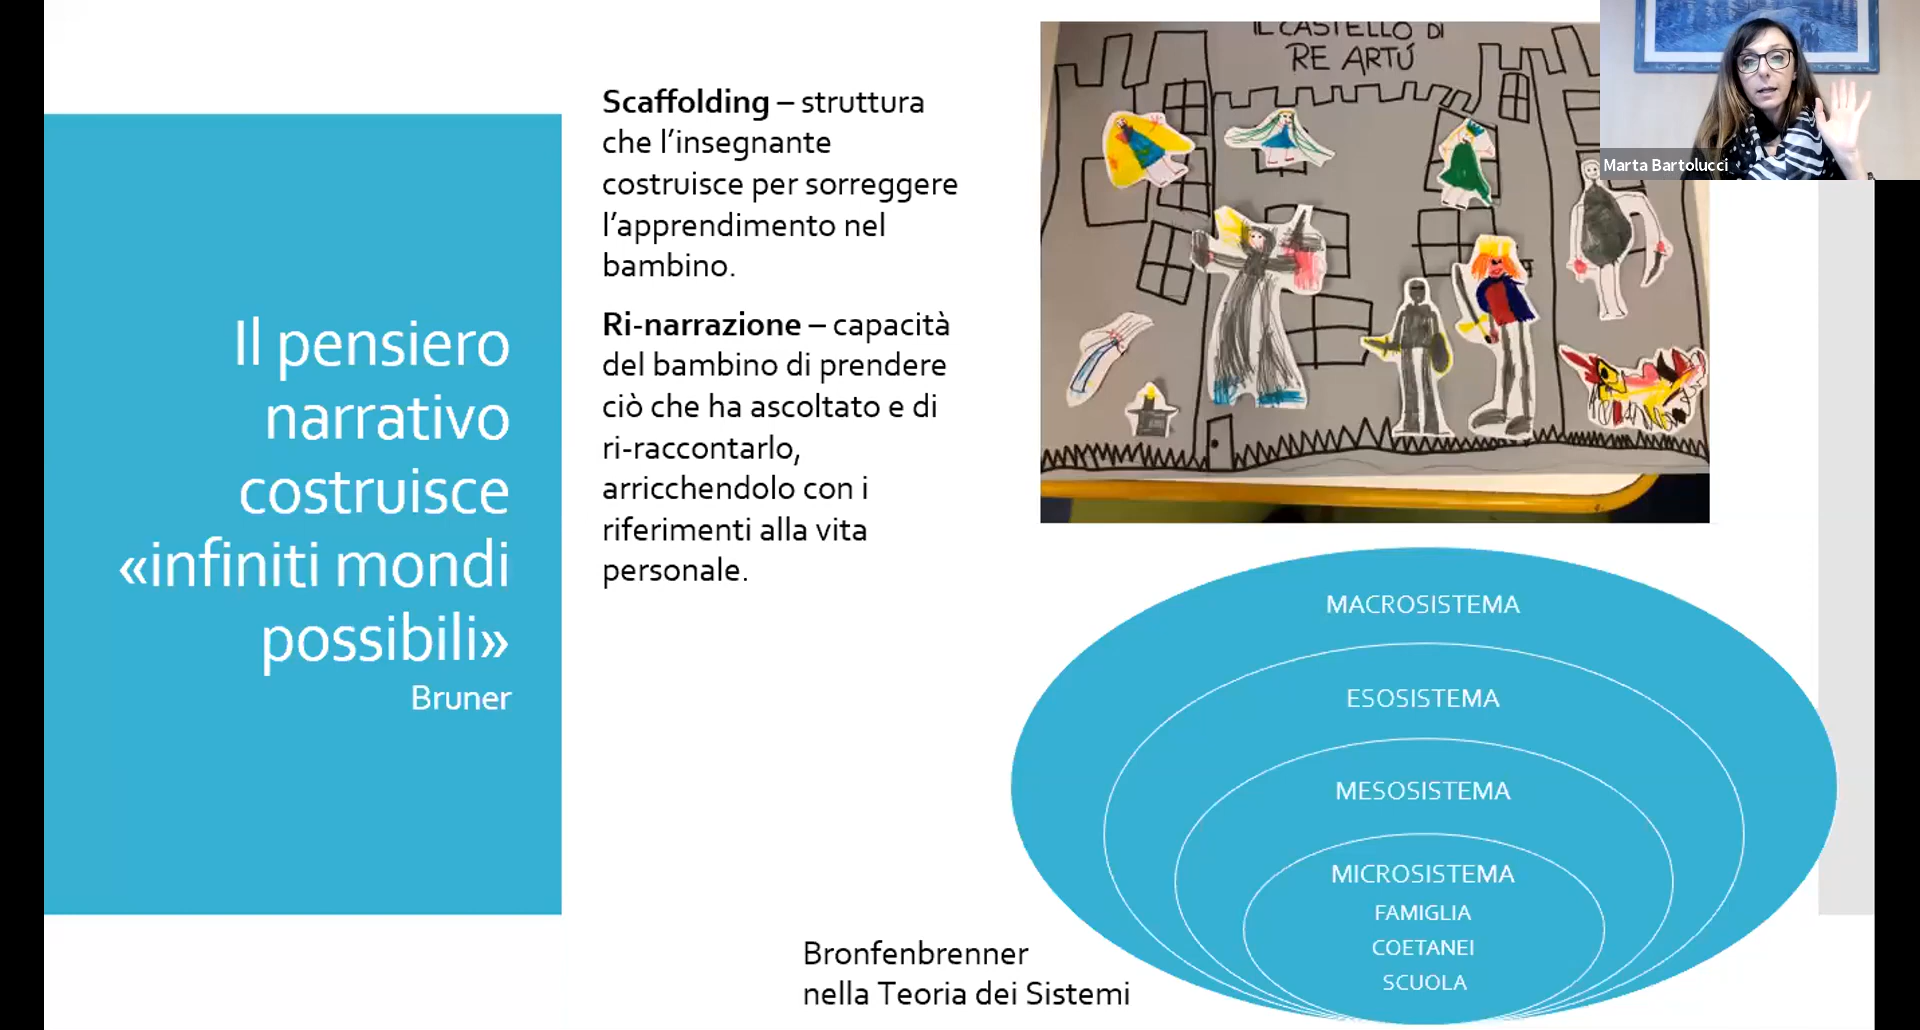 Il pensiero
narrativo
costruisce
«infiniti mondi
possibili»
Bruner
Scaffolding – struttura
che l’insegnante
costruisce per sorreggere
l’apprendimento nel
bambino.
Ri-narrazione – capacità
del bambino di prendere
ciò che ha ascoltato e di
ri-raccontarlo,
arricchendolo con i
riferimenti alla vita
personale.
IL CASTELLO DI
RE ARTÚ
Marta Bartolucci
MACROSISTEMA
ESOSISTEMA
MESOSISTEMA
MICROSISTEMA
FAMIGLIA
COETANEI
SCUOLA
Bronfenbrenner
nella Teoria dei Sistemi